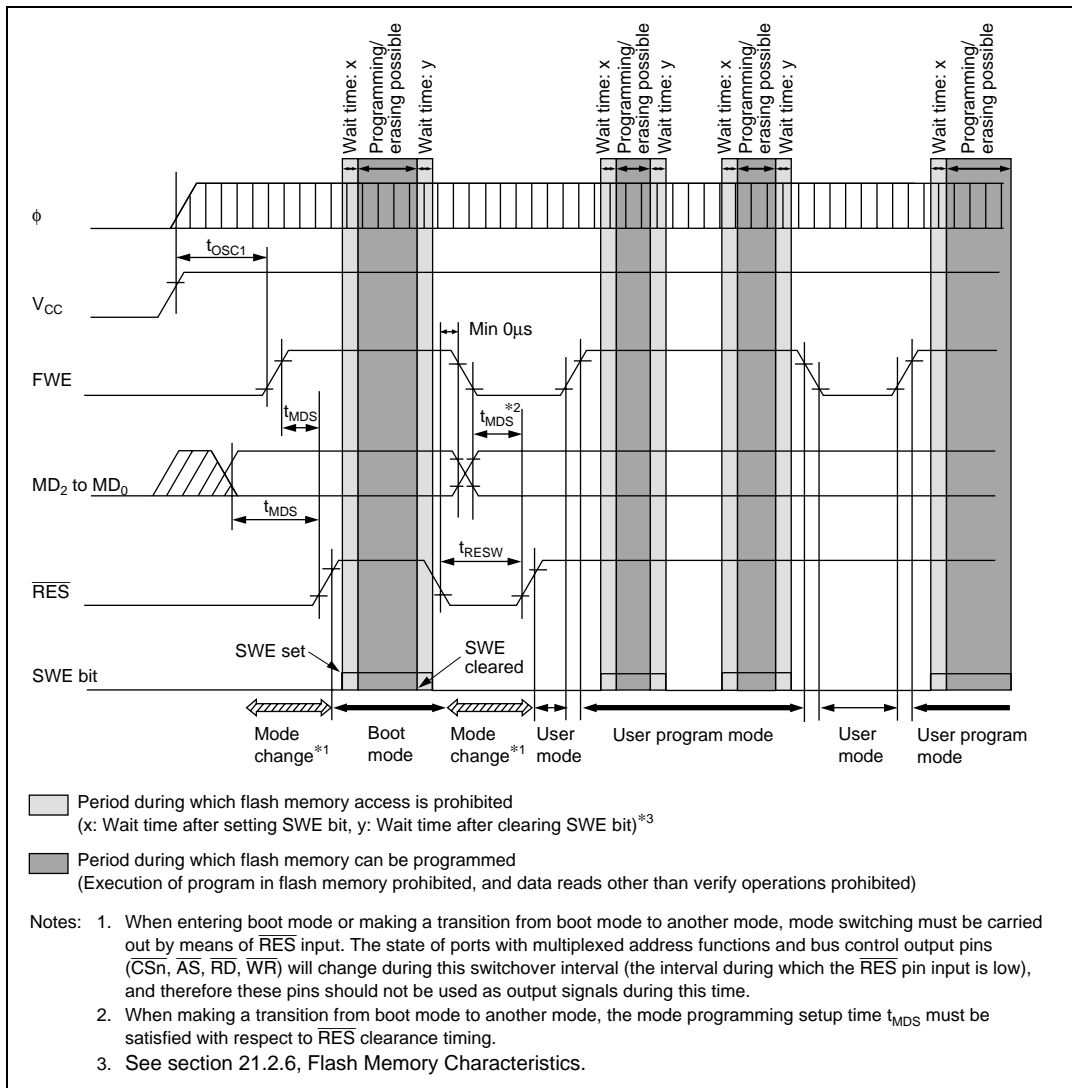 Wait time: x
Programming/
erasing possible
Wait time: y
Wait time: x
Programming/
erasing possible
Wait time: y
Wait time: x
Programming/
erasing possible
Wait time: y
Wait time: x
Programming/
erasing possible
φ
tOSC1
VCC
Min 0μs
FWE
tMDS
tMDS*2
MD2 to MD0
tMDS
tRESW
RES
SWE set
SWE
cleared
SWE bit
Mode
change*1
Boot
mode
Mode
change*1
User
mode
User program mode
User
mode
User program
mode
Period during which flash memory access is prohibited
(x: Wait time after setting SWE bit, y: Wait time after clearing SWE bit)*3
Period during which flash memory can be programmed
(Execution of program in flash memory prohibited, and data reads other than verify operations prohibited)
Notes: 1. When entering boot mode or making a transition from boot mode to another mode, mode switching must be carried
out by means of RES input. The state of ports with multiplexed address functions and bus control output pins
(CSn, AS, RD, WR) will change during this switchover interval (the interval during which the RES pin input is low),
and therefore these pins should not be used as output signals during this time.
2. When making a transition from boot mode to another mode, the mode programming setup time tMDS must be
satisfied with respect to RES clearance timing.
3. See section 21.2.6, Flash Memory Characteristics.